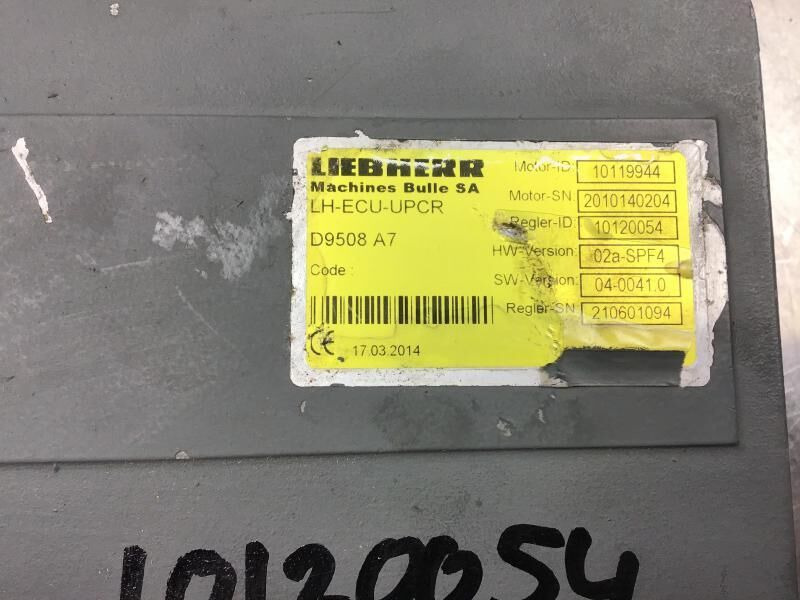 LIEBHERR
Machines Bulle SA
LH-ECU-UPCR
D9508 A7
Code :
CE 17.03.2014
Motor-ID: 10119944
Motor-SN: 2010140204
Regler-ID: 10120054
HW-Version: 02a-SPF4
SW-Version: 04-0041.0
Regler-SN: 210601094
10120054